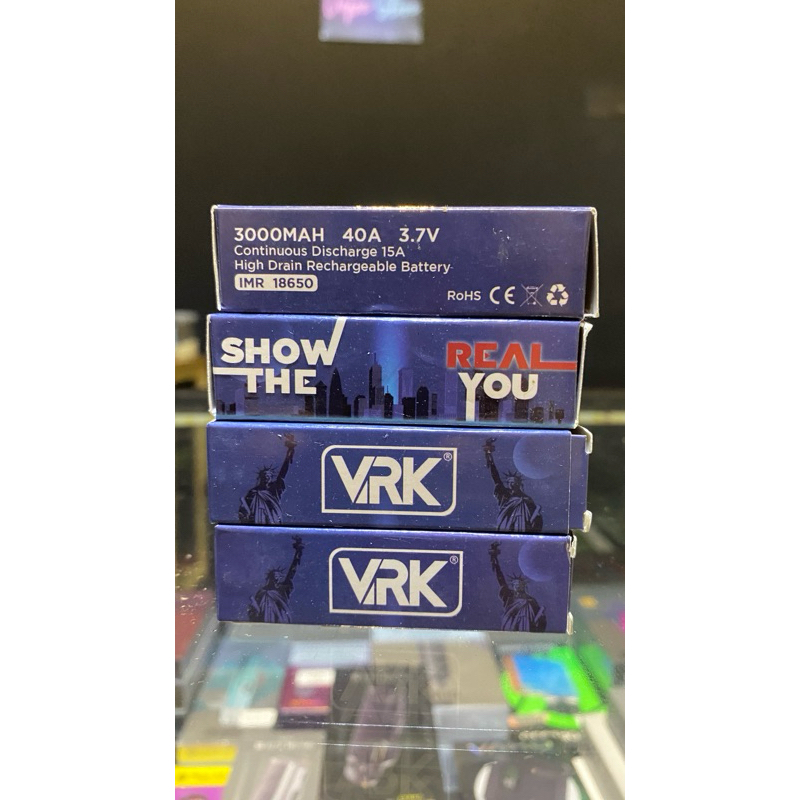 3000MAH 40A 3.7V
Continuous Discharge 15A
High Drain Rechargeable Battery
IMR 18650
RoHS CE
SHOW THE
REAL YOU
VRK®
VRK®